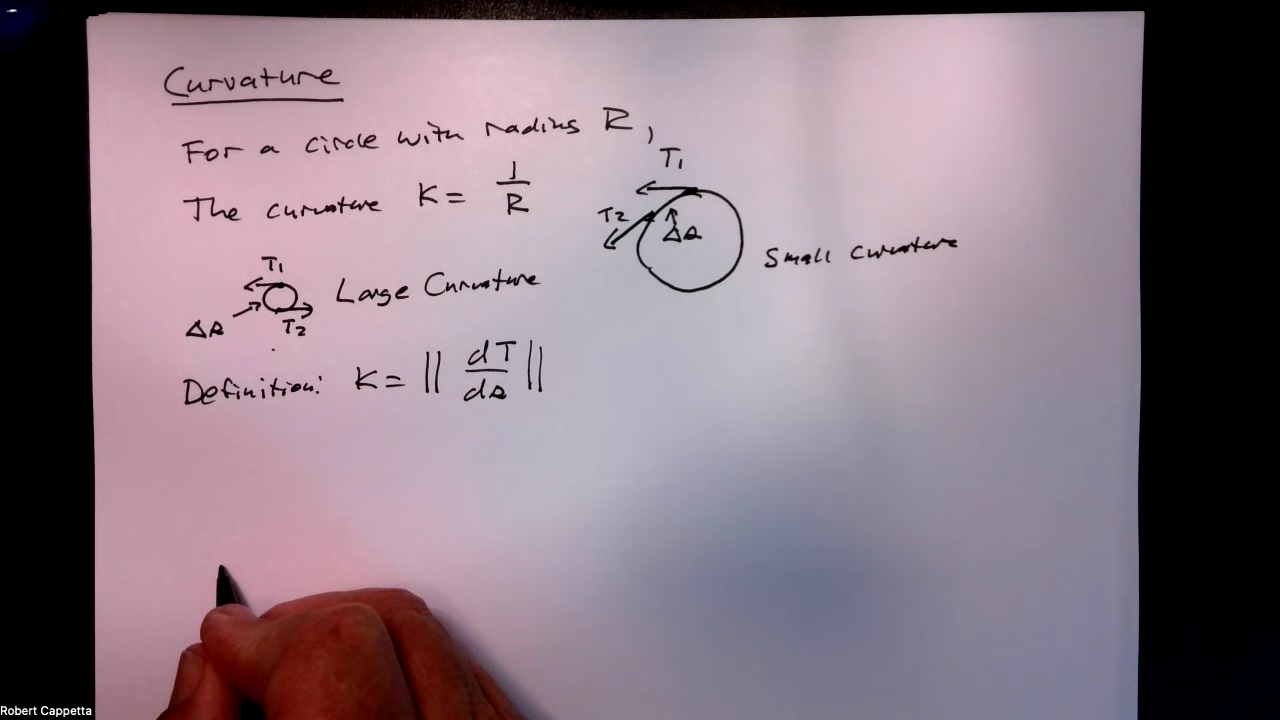 Curvature
For a circle with radius R,
The curvature K = 1/R
T1
T2
Δs
Small curvature
T1
Δs
T2
Large Curvature
Definition: K = || dT/ds ||
Robert Cappetta